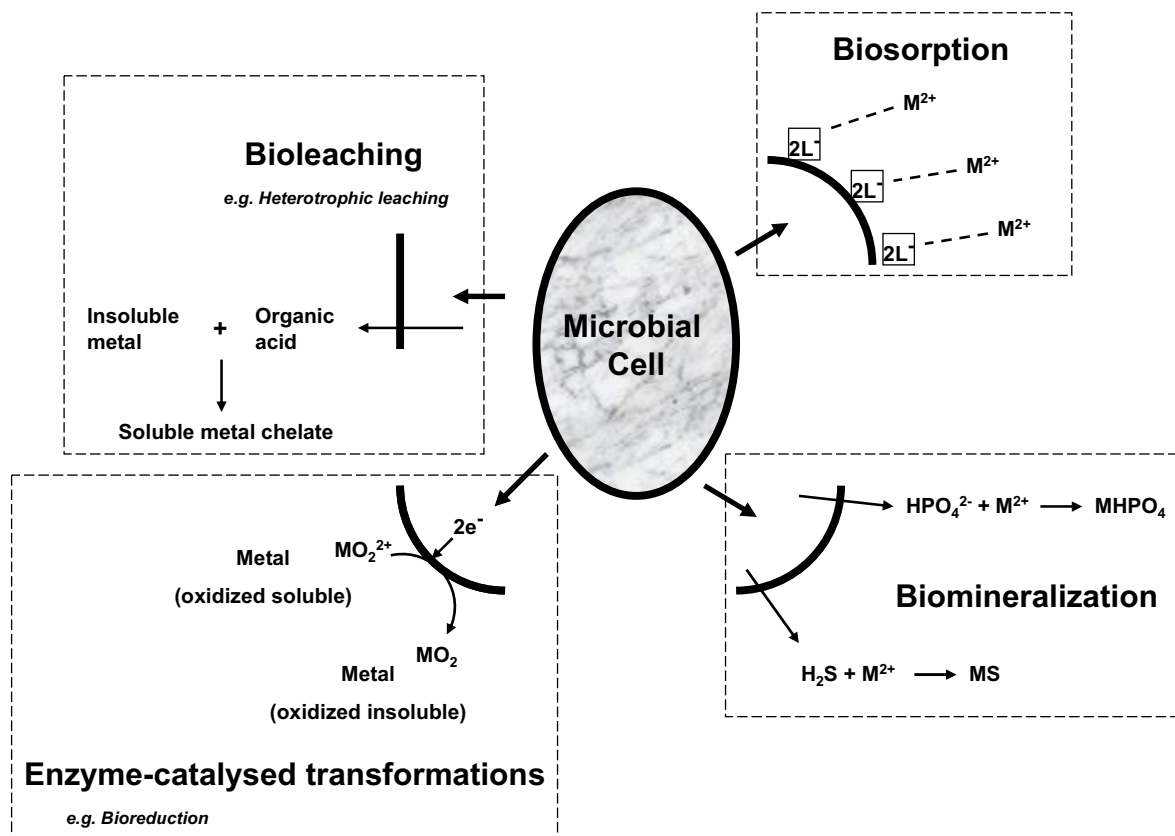 Biosorption
M²⁺
2L⁻
M²⁺
2L⁻
M²⁺
2L⁻
Bioleaching
e.g. Heterotrophic leaching
Insoluble
metal
+
Organic
acid
Soluble metal chelate
Microbial
Cell
2e⁻
Metal
(oxidized soluble)
MO₂²⁺
MO₂
Metal
(oxidized insoluble)
Enzyme-catalysed transformations
e.g. Bioreduction
HPO₄²⁻ + M²⁺
MHPO₄
Biomineralization
H₂S + M²⁺
MS